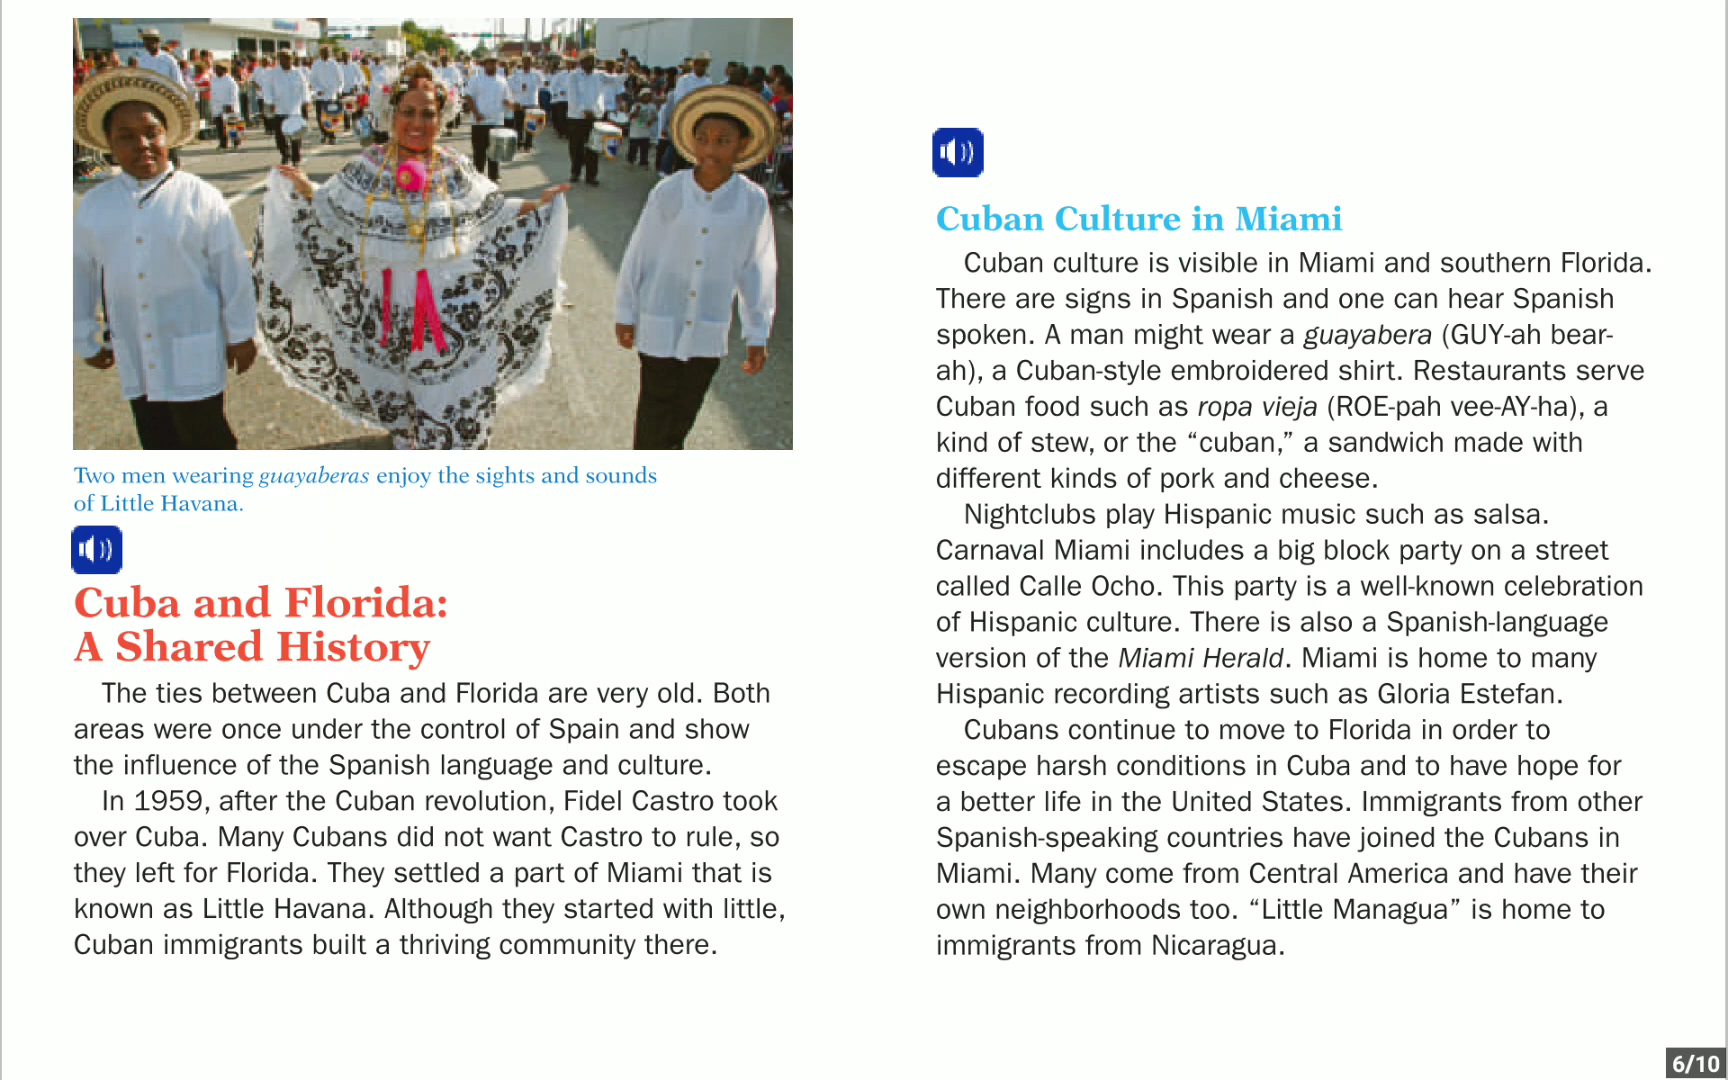 Two men wearing guayaberas enjoy the sights and sounds
of Little Havana.
Cuba and Florida:
A Shared History
The ties between Cuba and Florida are very old. Both
areas were once under the control of Spain and show
the influence of the Spanish language and culture.
In 1959, after the Cuban revolution, Fidel Castro took
over Cuba. Many Cubans did not want Castro to rule, so
they left for Florida. They settled a part of Miami that is
known as Little Havana. Although they started with little,
Cuban immigrants built a thriving community there.
Cuban Culture in Miami
Cuban culture is visible in Miami and southern Florida.
There are signs in Spanish and one can hear Spanish
spoken. A man might wear a guayabera (GUY-ah bear-
ah), a Cuban-style embroidered shirt. Restaurants serve
Cuban food such as ropa vieja (ROE-pah vee-AY-ha), a
kind of stew, or the “cuban,” a sandwich made with
different kinds of pork and cheese.
Nightclubs play Hispanic music such as salsa.
Carnaval Miami includes a big block party on a street
called Calle Ocho. This party is a well-known celebration
of Hispanic culture. There is also a Spanish-language
version of the Miami Herald. Miami is home to many
Hispanic recording artists such as Gloria Estefan.
Cubans continue to move to Florida in order to
escape harsh conditions in Cuba and to have hope for
a better life in the United States. Immigrants from other
Spanish-speaking countries have joined the Cubans in
Miami. Many come from Central America and have their
own neighborhoods too. “Little Managua” is home to
immigrants from Nicaragua.
6/10